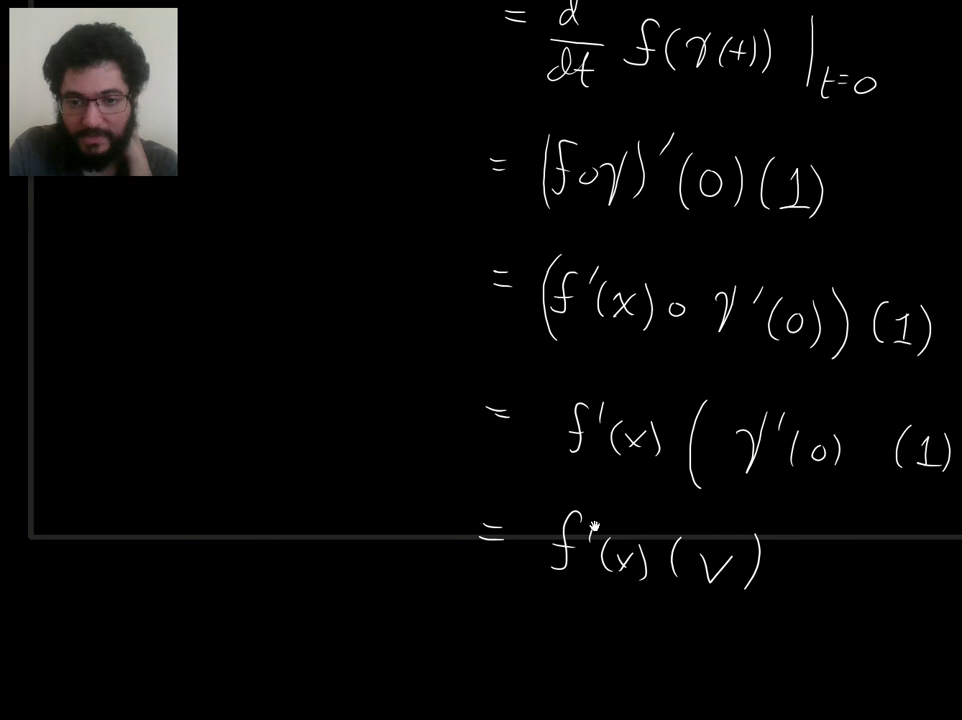 = d/dt f(γ(t)) |t=0
= (f∘γ)'(0)(1)
= (f'(x) ∘ γ'(0))(1)
= f'(x) ( γ'(0) (1)
= f'(x)(v)